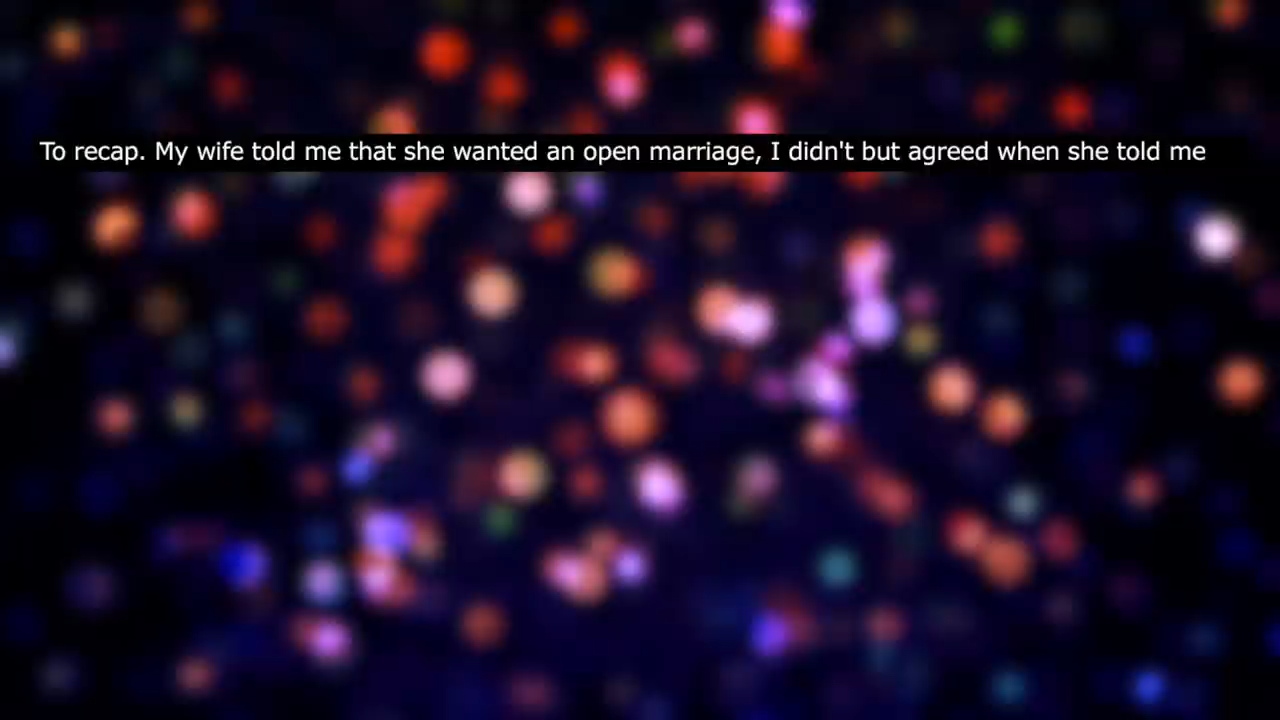 To recap. My wife told me that she wanted an open marriage, I didn't but agreed when she told me